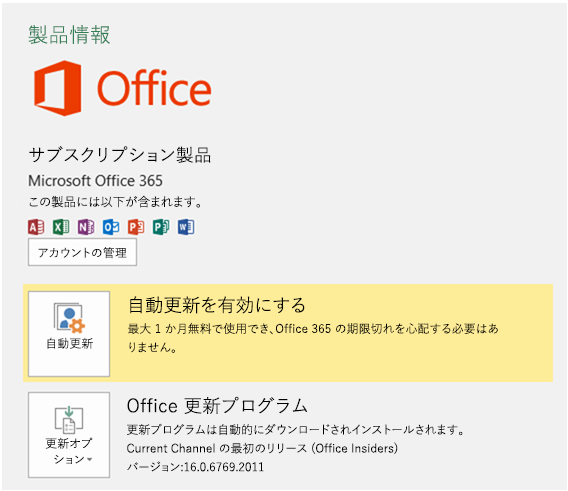 製品情報
Office
サブスクリプション製品
Microsoft Office 365
この製品には以下が含まれます。
A X N O P P W
アカウントの管理
自動更新
自動更新を有効にする
最大 1 か月無料で使用でき、Office 365 の期限切れを心配する必要はあ
りません。
更新オプ
ション
Office 更新プログラム
更新プログラムは自動的にダウンロードされインストールされます。
Current Channel の最初のリリース (Office Insiders)
バージョン:16.0.6769.2011